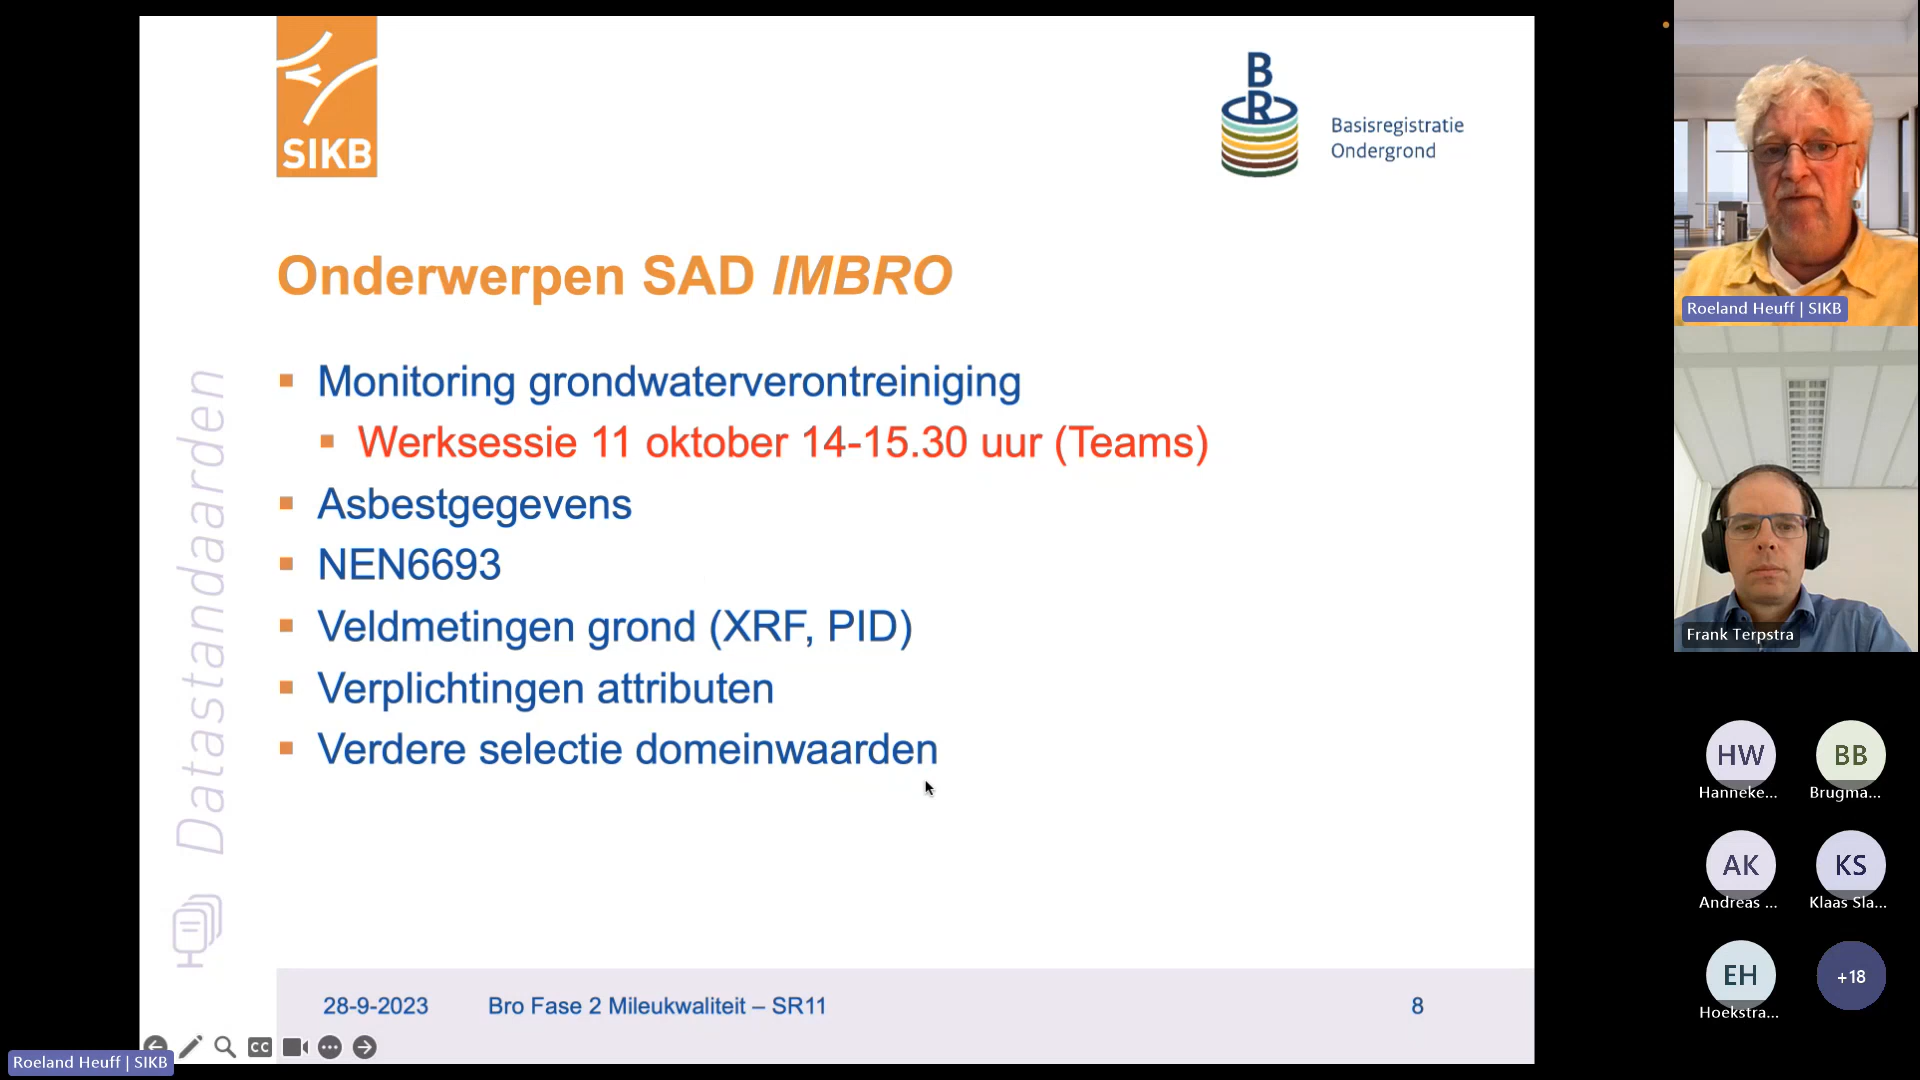 SIKB
B
R
Basisregistratie
Ondergrond
Onderwerpen SAD IMBRO
Monitoring grondwaterverontreiniging
Werksessie 11 oktober 14-15.30 uur (Teams)
Asbestgegevens
NEN6693
Veldmetingen grond (XRF, PID)
Verplichtingen attributen
Verdere selectie domeinwaarden
Datastandaarden
28-9-2023 Bro Fase 2 Mileukwaliteit – SR11 8
CC
Roeland Heuff | SIKB
Roeland Heuff | SIKB
Frank Terpstra
HW BB
Hanneke... Brugma...
AK KS
Andreas ... Klaas Sla...
EH +18
Hoekstra...